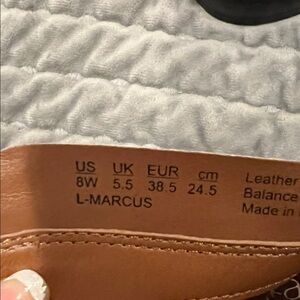 US UK EUR cm
8W 5.5 38.5 24.5
L-MARCUS
Leather
Balance
Made in